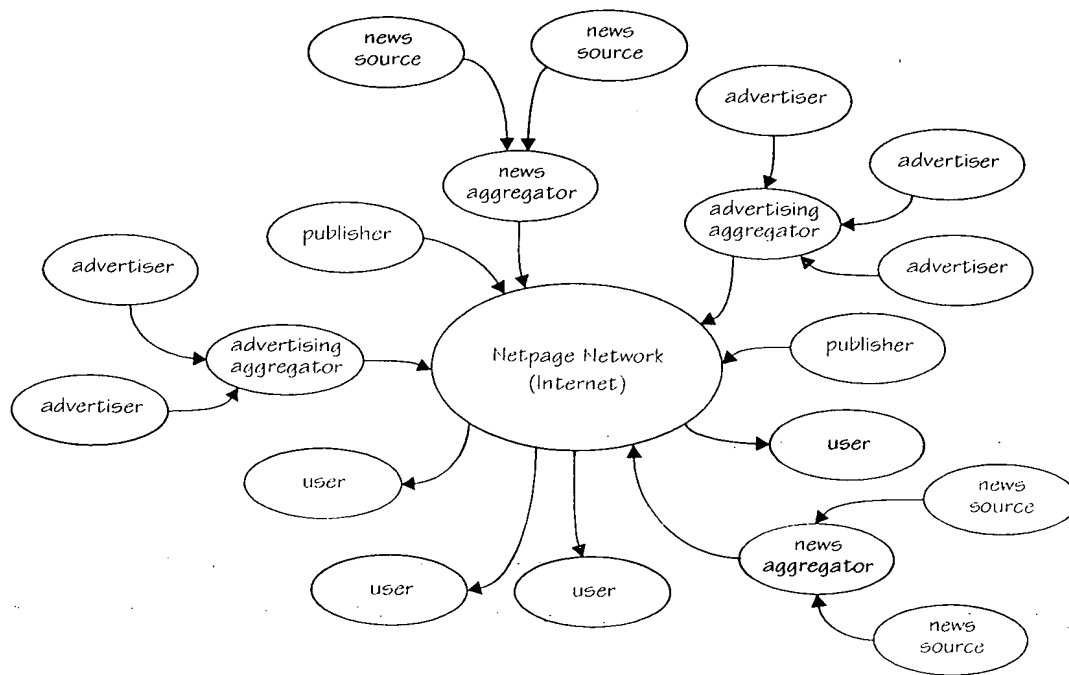 news
source
news
source
advertiser
advertiser
news
aggregator
advertising
aggregator
publisher
advertiser
advertiser
advertising
aggregator
Netpage Network
(Internet)
publisher
advertiser
user
user
news
source
news
aggregator
user
user
news
source